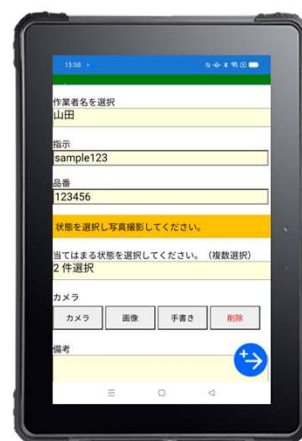 13:58
作業者名を選択
山田
指示
sample123
品番
123456
状態を選択し写真撮影してください。
当てはまる状態を選択してください。（複数選択）
2 件選択
カメラ
カメラ 画像 手書き 削除
備考